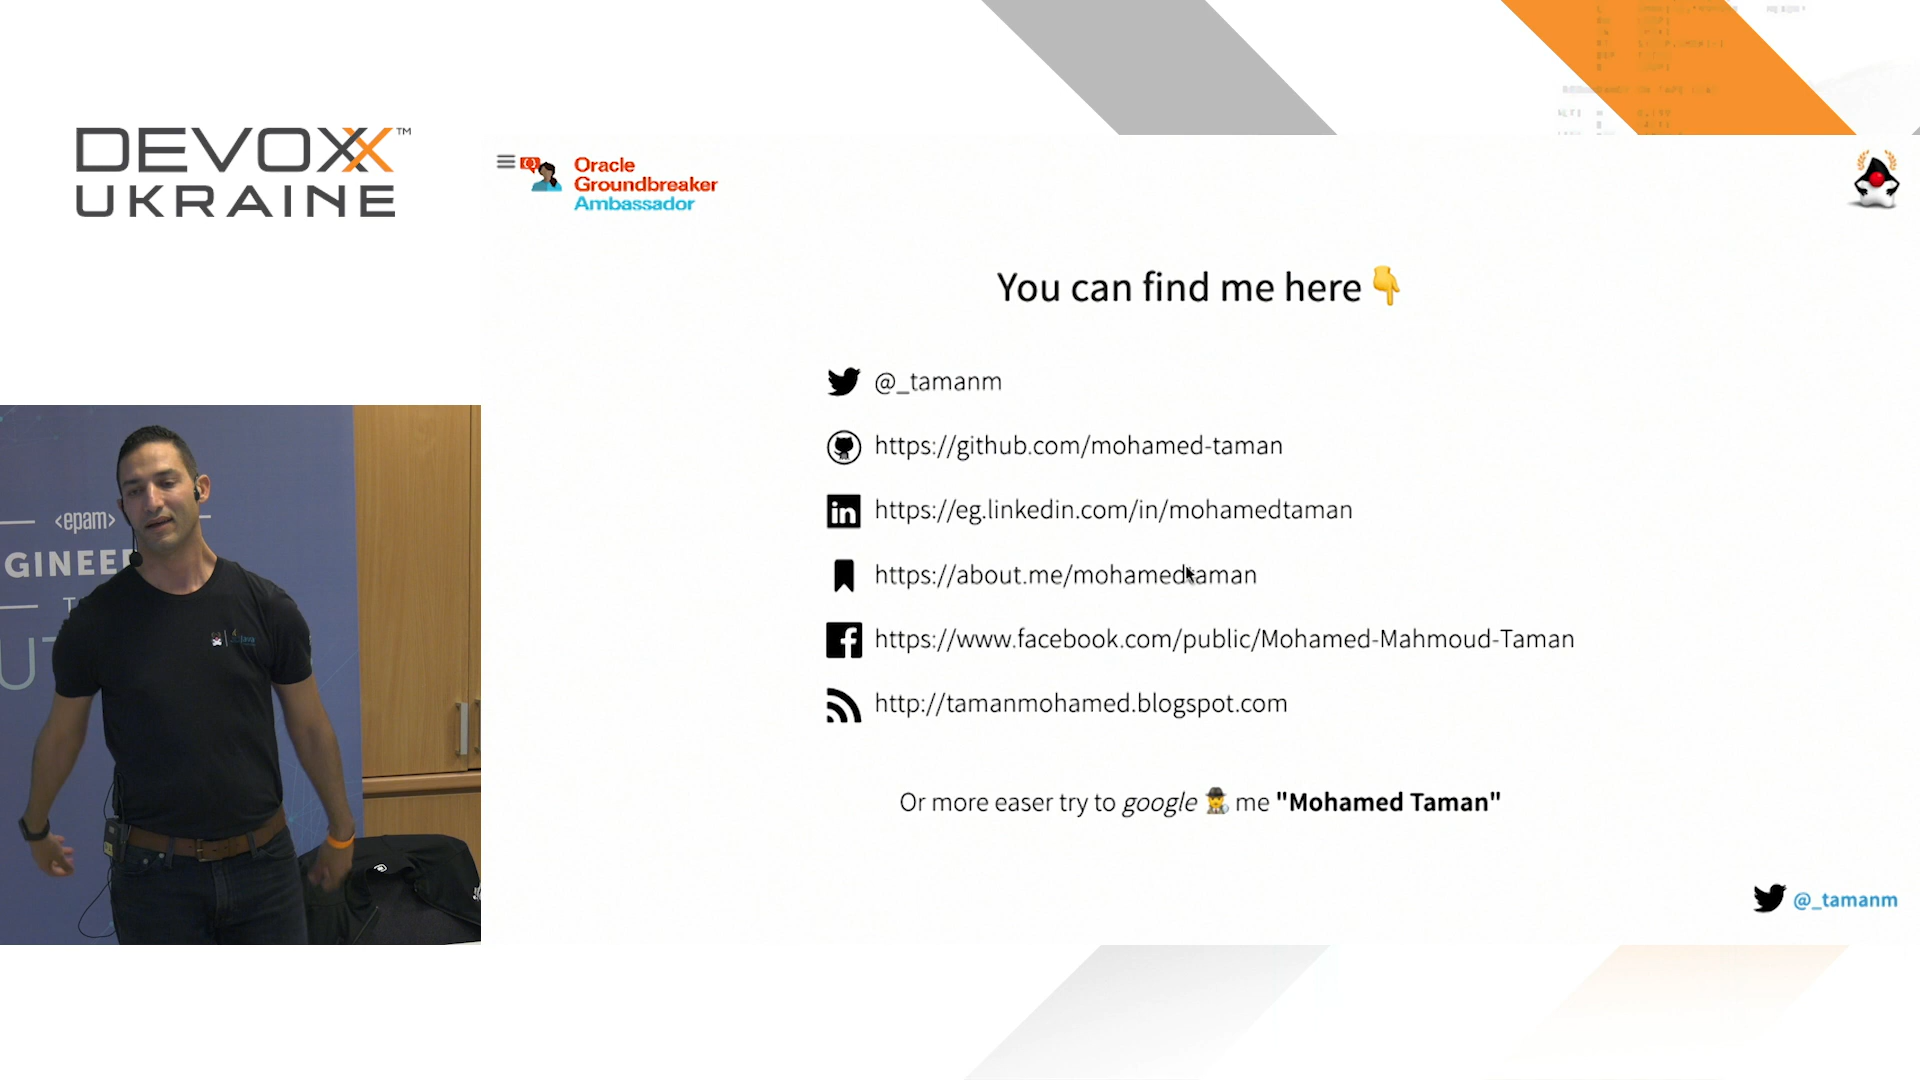 DEVOXX™
UKRAINE
Oracle
Groundbreaker
Ambassador
You can find me here
@_tamanm
https://github.com/mohamed-taman
https://eg.linkedin.com/in/mohamedtaman
https://about.me/mohamedtaman
https://www.facebook.com/public/Mohamed-Mahmoud-Taman
http://tamanmohamed.blogspot.com
Or more easer try to google me "Mohamed Taman"
@_tamanm
<epam>
GINEE